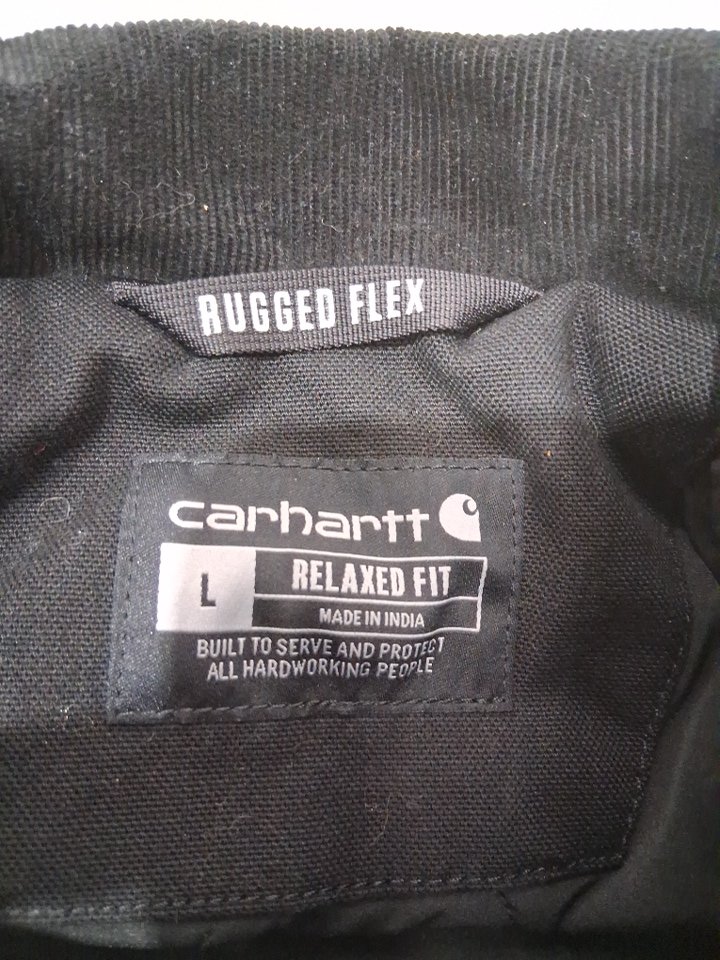 RUGGED FLEX
carhartt
L
RELAXED FIT
MADE IN INDIA
BUILT TO SERVE AND PROTECT
ALL HARDWORKING PEOPLE